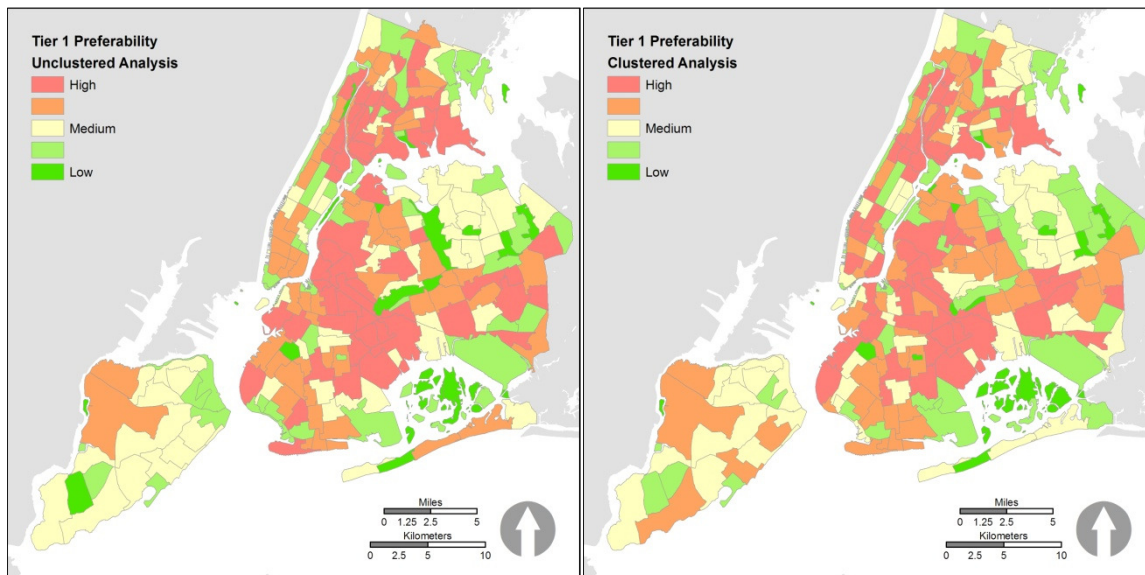 Tier 1 Preferability
Unclustered Analysis
High
Medium
Low
Miles
0 1.25 2.5 5
Kilometers
0 2.5 5 10
Tier 1 Preferability
Clustered Analysis
High
Medium
Low
Miles
0 1.25 2.5 5
Kilometers
0 2.5 5 10